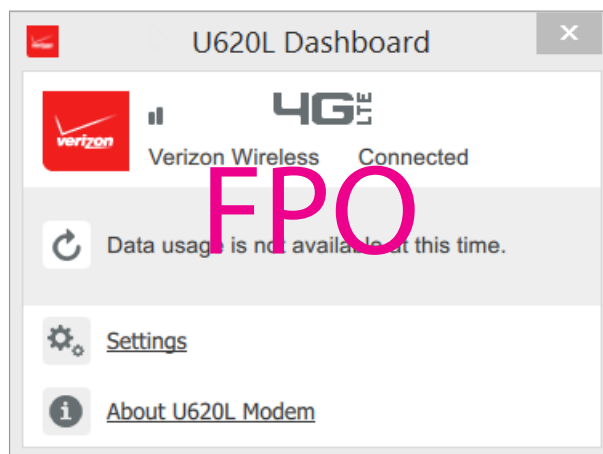 U620L Dashboard
verizon
4G LTE
Verizon Wireless Connected
FPO
Data usage is not available at this time.
Settings
About U620L Modem